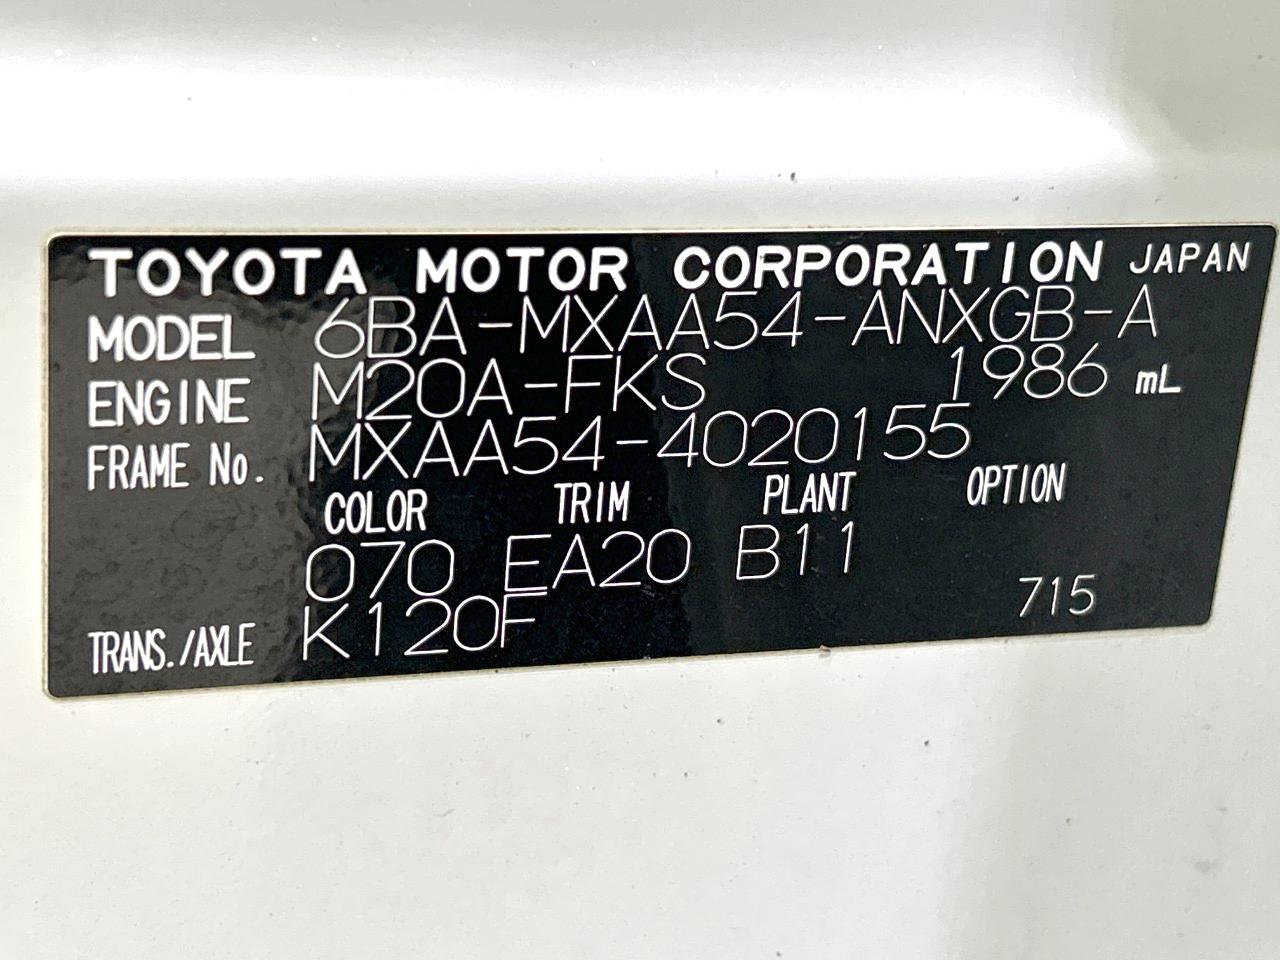 TOYOTA MOTOR CORPORATION JAPAN
MODEL 6BA-MXAA54-ANXGB-A
ENGINE M20A-FKS 1986 mL
FRAME No. MXAA54-4020155
COLOR TRIM PLANT OPTION
070 EA20 B11
TRANS./AXLE K120F 715